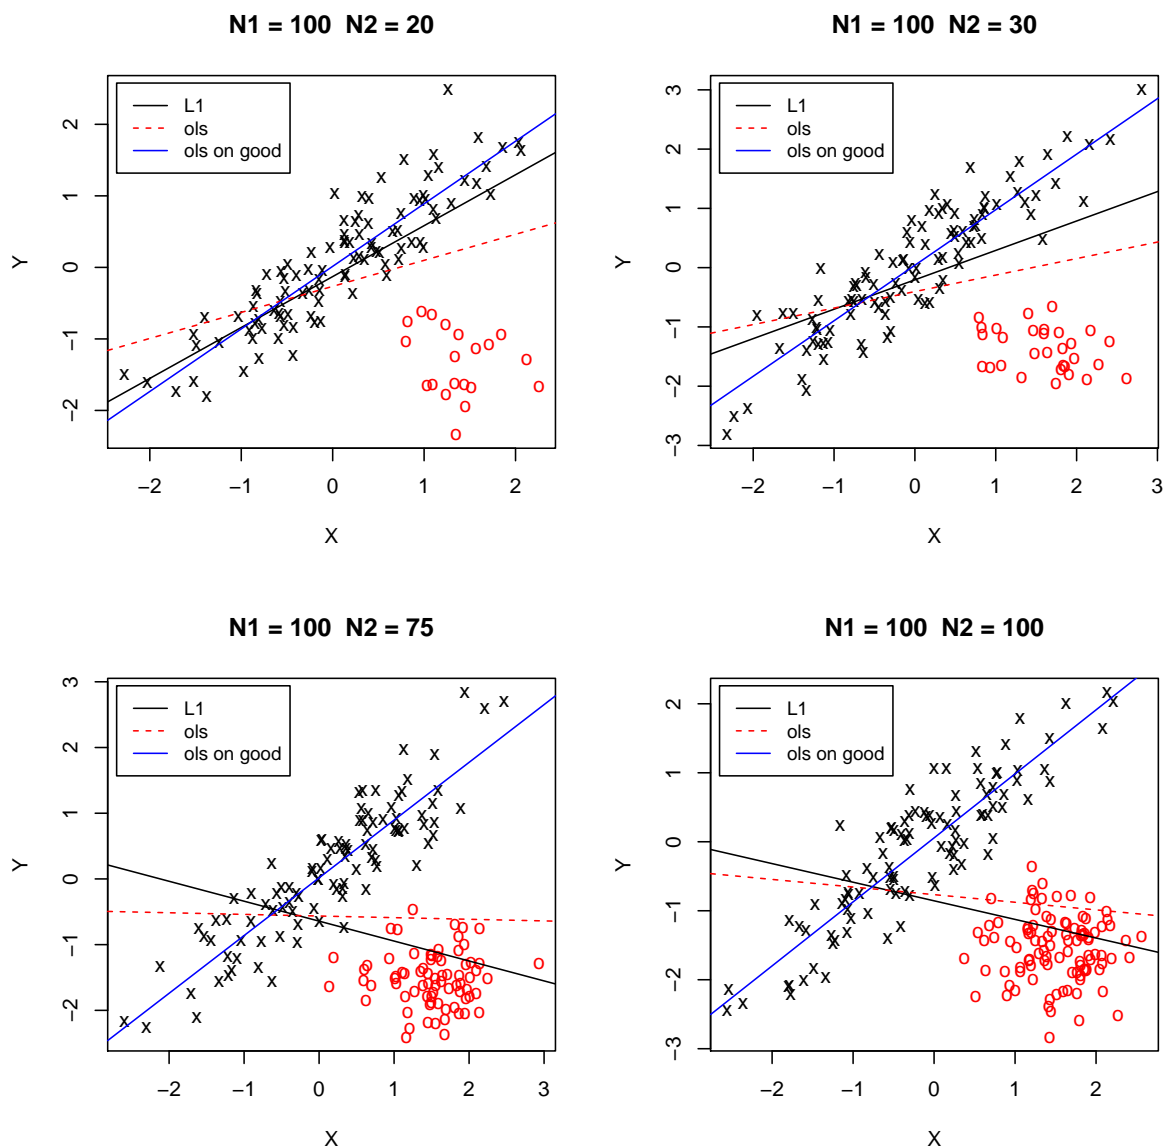 N1 = 100 N2 = 20
L1
ols
ols on good
2
1
0
−1
−2
Y
−2 −1 0 1 2
X
N1 = 100 N2 = 30
L1
ols
ols on good
3
2
1
0
−1
−2
−3
Y
−2 −1 0 1 2 3
X
N1 = 100 N2 = 75
L1
ols
ols on good
3
2
1
0
−1
−2
Y
−2 −1 0 1 2 3
X
N1 = 100 N2 = 100
L1
ols
ols on good
2
1
0
−1
−2
−3
Y
−2 −1 0 1 2
X